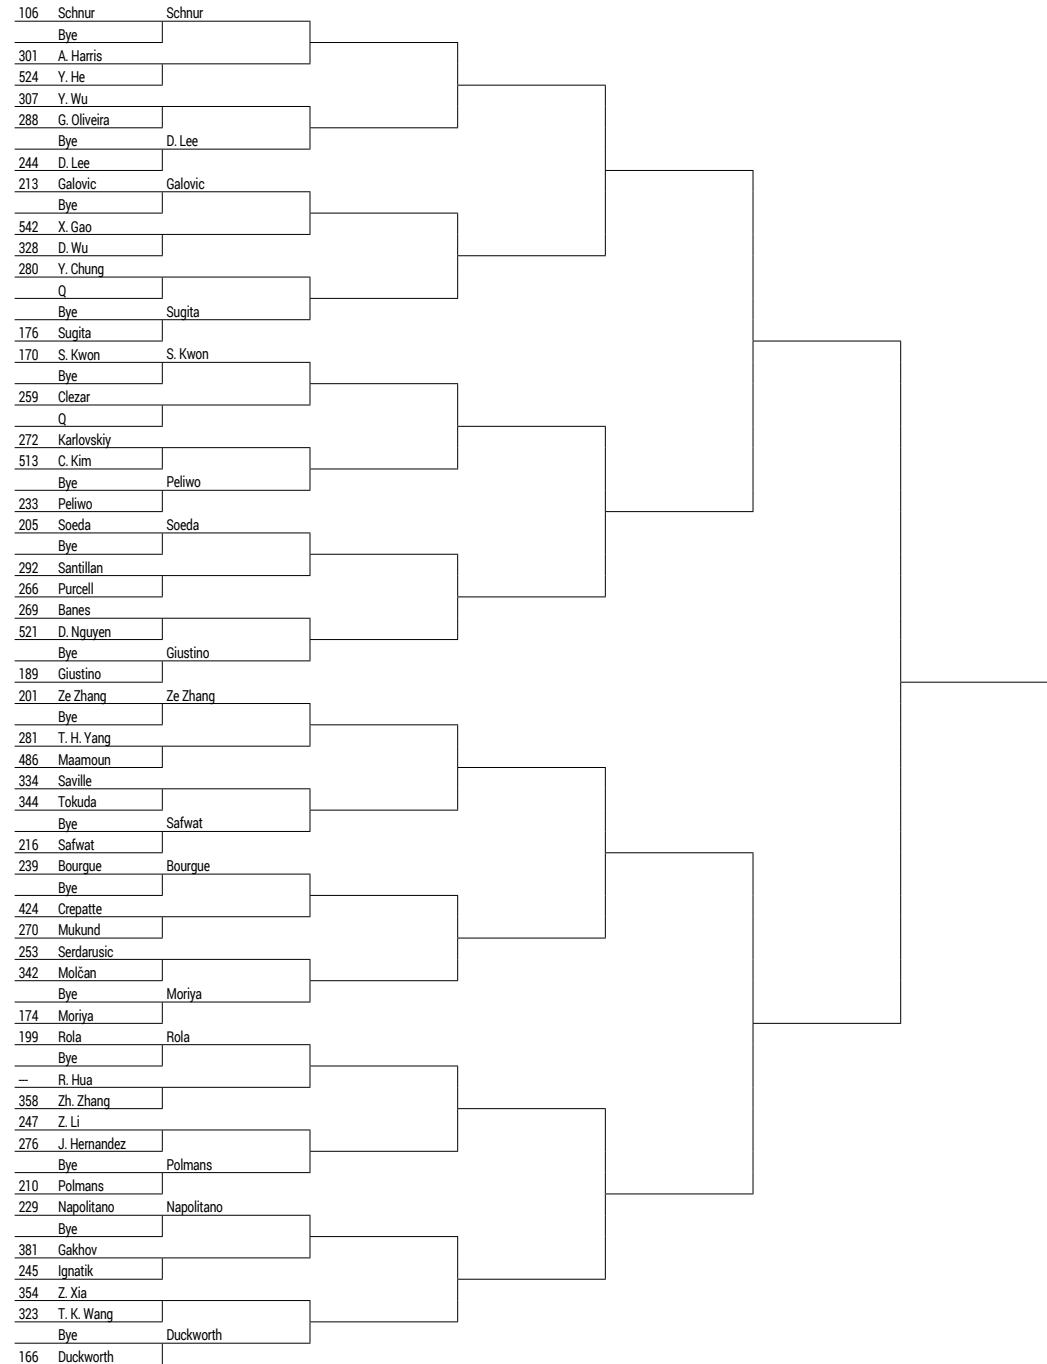 106 Schnur Schnur
Bye
301 A. Harris
524 Y. He
307 Y. Wu
288 G. Oliveira
Bye D. Lee
244 D. Lee
213 Galovic Galovic
Bye
542 X. Gao
328 D. Wu
280 Y. Chung
Q
Bye Sugita
176 Sugita
170 S. Kwon S. Kwon
Bye
259 Clezar
Q
272 Karlovskiy
513 C. Kim
Bye Peliwo
233 Peliwo
205 Soeda Soeda
Bye
292 Santillan
266 Purcell
269 Banes
521 D. Nguyen
Bye Giustino
189 Giustino
201 Ze Zhang Ze Zhang
Bye
281 T. H. Yang
486 Maamoun
334 Saville
344 Tokuda
Bye Safwat
216 Safwat
239 Bourgue Bourgue
Bye
424 Crepatte
270 Mukund
253 Serdarusic
342 Molčan
Bye Moriya
174 Moriya
199 Rola Rola
Bye
--- R. Hua
358 Zh. Zhang
247 Z. Li
276 J. Hernandez
Bye Polmans
210 Polmans
229 Napolitano Napolitano
Bye
381 Gakhov
245 Ignatik
354 Z. Xia
323 T. K. Wang
Bye Duckworth
166 Duckworth